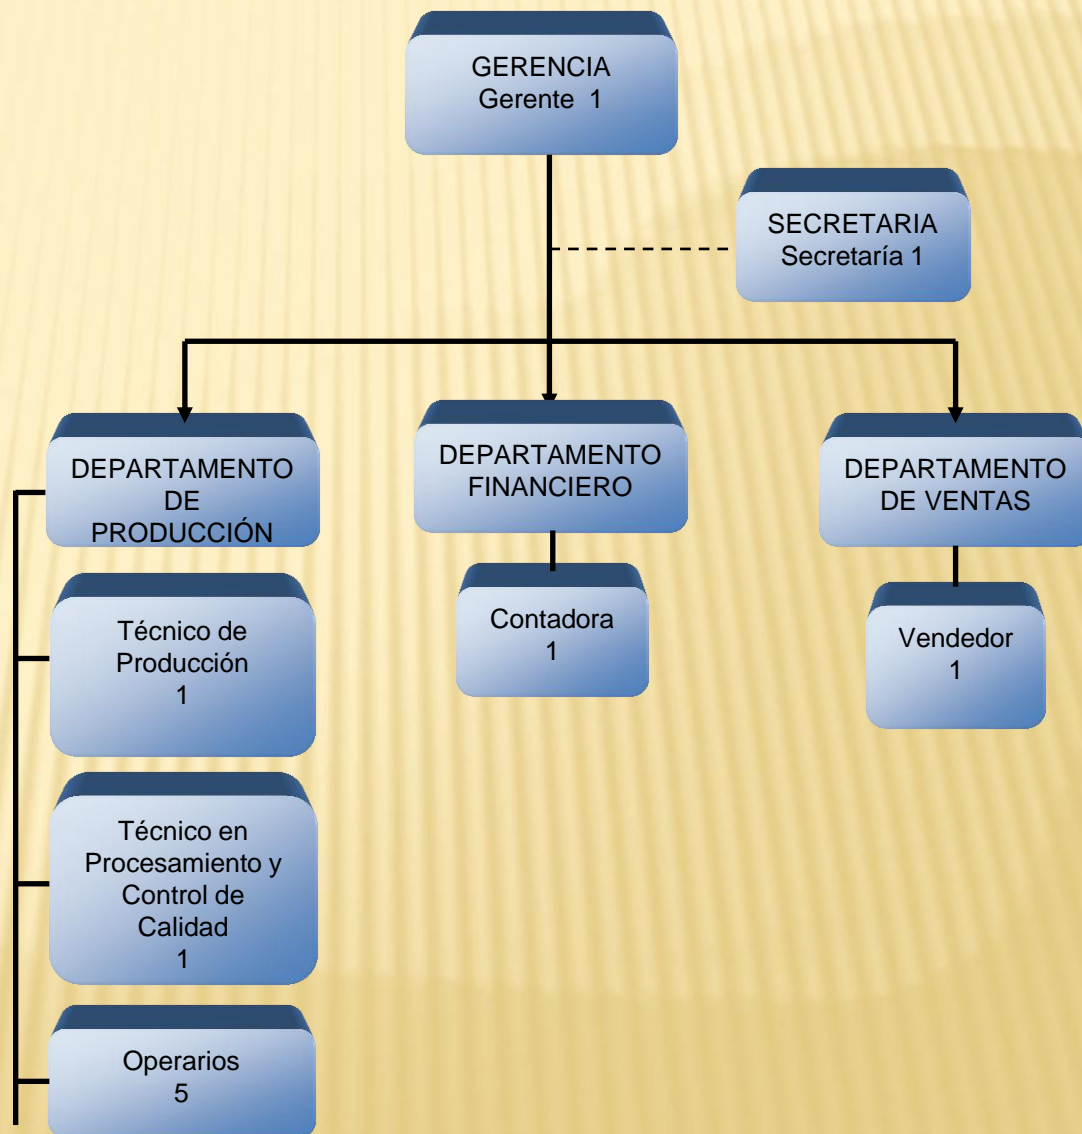 GERENCIA
Gerente 1
SECRETARIA
Secretaría 1
DEPARTAMENTO
DE
PRODUCCIÓN
DEPARTAMENTO
FINANCIERO
DEPARTAMENTO
DE VENTAS
Técnico de
Producción
1
Contadora
1
Vendedor
1
Técnico en
Procesamiento y
Control de
Calidad
1
Operarios
5